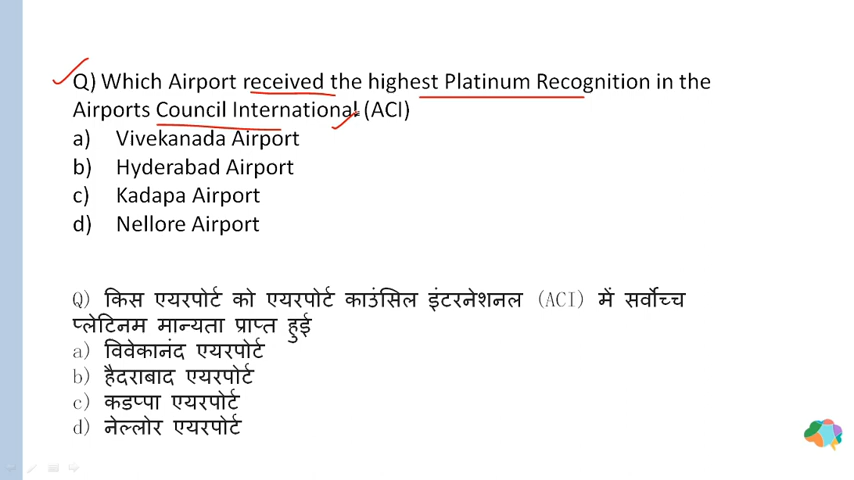 Q) Which Airport received the highest Platinum Recognition in the
Airports Council International (ACI)
a) Vivekanada Airport
b) Hyderabad Airport
c) Kadapa Airport
d) Nellore Airport
Q) किस एयरपोर्ट को एयरपोर्ट काउंसिल इंटरनेशनल (ACI) में सर्वोच्च
प्लेटिनम मान्यता प्राप्त हुई
a) विवेकानंद एयरपोर्ट
b) हैदराबाद एयरपोर्ट
c) कडप्पा एयरपोर्ट
d) नेल्लोर एयरपोर्ट